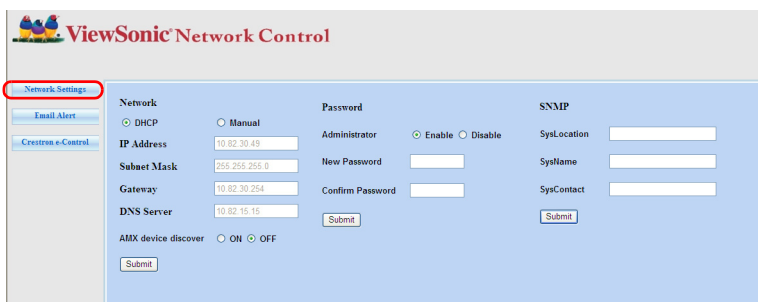 ViewSonic® Network Control
Network Settings
Email Alert
Crestron e-Control
Network
DHCP Manual
IP Address 10.82.30.49
Subnet Mask 255.255.255.0
Gateway 10.82.30.254
DNS Server 10.82.15.15
AMX device discover ON OFF
Submit
Password
Administrator Enable Disable
New Password
Confirm Password
Submit
SNMP
SysLocation
SysName
SysContact
Submit